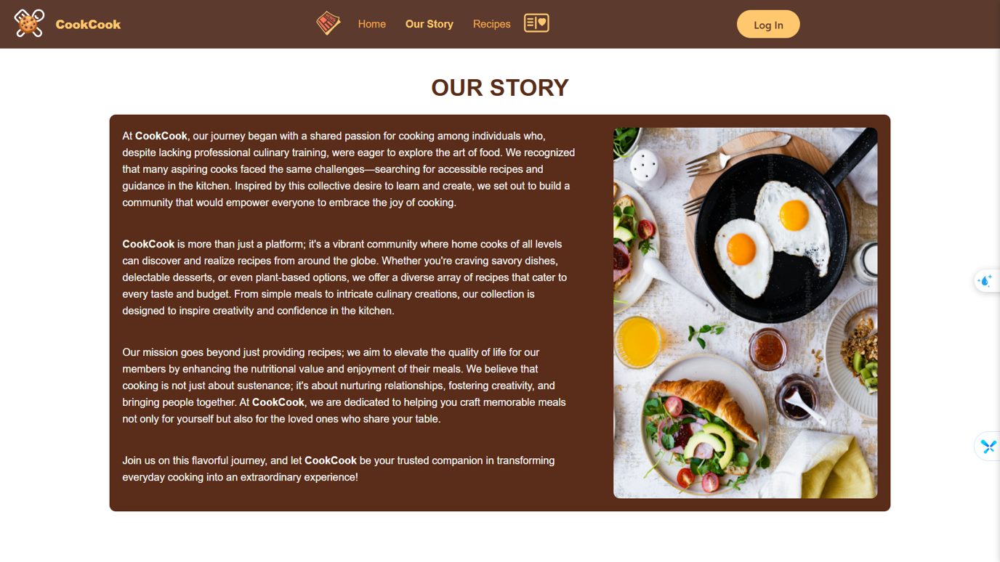 CookCook
Home
Our Story
Recipes
Log In
OUR STORY
At CookCook, our journey began with a shared passion for cooking among individuals who,
despite lacking professional culinary training, were eager to explore the art of food. We recognized
that many aspiring cooks faced the same challenges—searching for accessible recipes and
guidance in the kitchen. Inspired by this collective desire to learn and create, we set out to build a
community that would empower everyone to embrace the joy of cooking.
CookCook is more than just a platform; it's a vibrant community where home cooks of all levels
can discover and realize recipes from around the globe. Whether you're craving savory dishes,
delectable desserts, or even plant-based options, we offer a diverse array of recipes that cater to
every taste and budget. From simple meals to intricate culinary creations, our collection is
designed to inspire creativity and confidence in the kitchen.
Our mission goes beyond just providing recipes; we aim to elevate the quality of life for our
members by enhancing the nutritional value and enjoyment of their meals. We believe that
cooking is not just about sustenance; it's about nurturing relationships, fostering creativity, and
bringing people together. At CookCook, we are dedicated to helping you craft memorable meals
not only for yourself but also for the loved ones who share your table.
Join us on this flavorful journey, and let CookCook be your trusted companion in transforming
everyday cooking into an extraordinary experience!